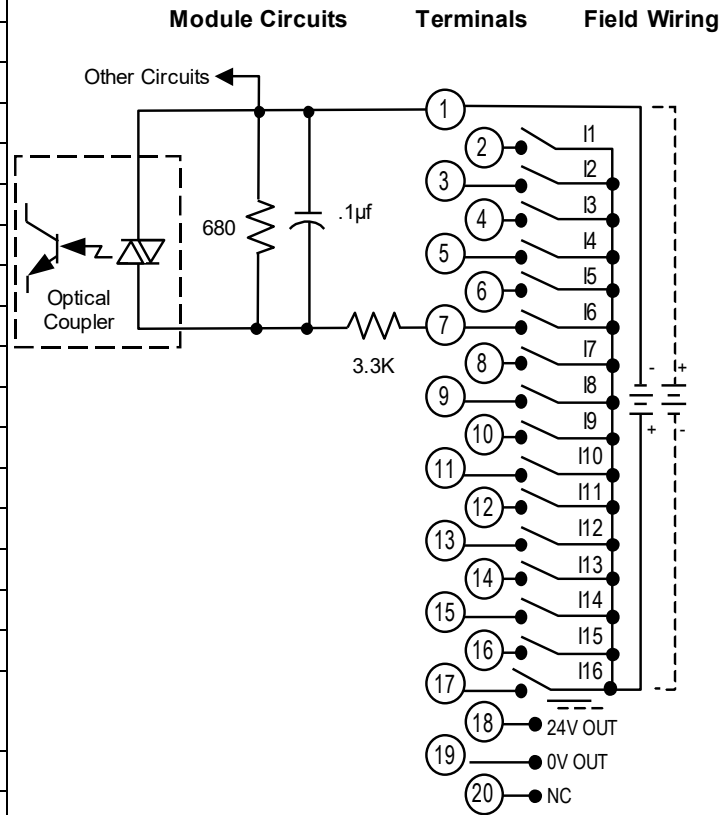 Module Circuits Terminals Field Wiring
Other Circuits
1
2 I1
3 I2
4 I3
5 I4
6 I5
7 I6
8 I7
9 I8
10 I9
11 I10
12 I11
13 I12
14 I13
15 I14
16 I15
17 I16
18 24V OUT
19 0V OUT
20 NC
680
.1µf
Optical
Coupler
3.3K
- +
+ -
-